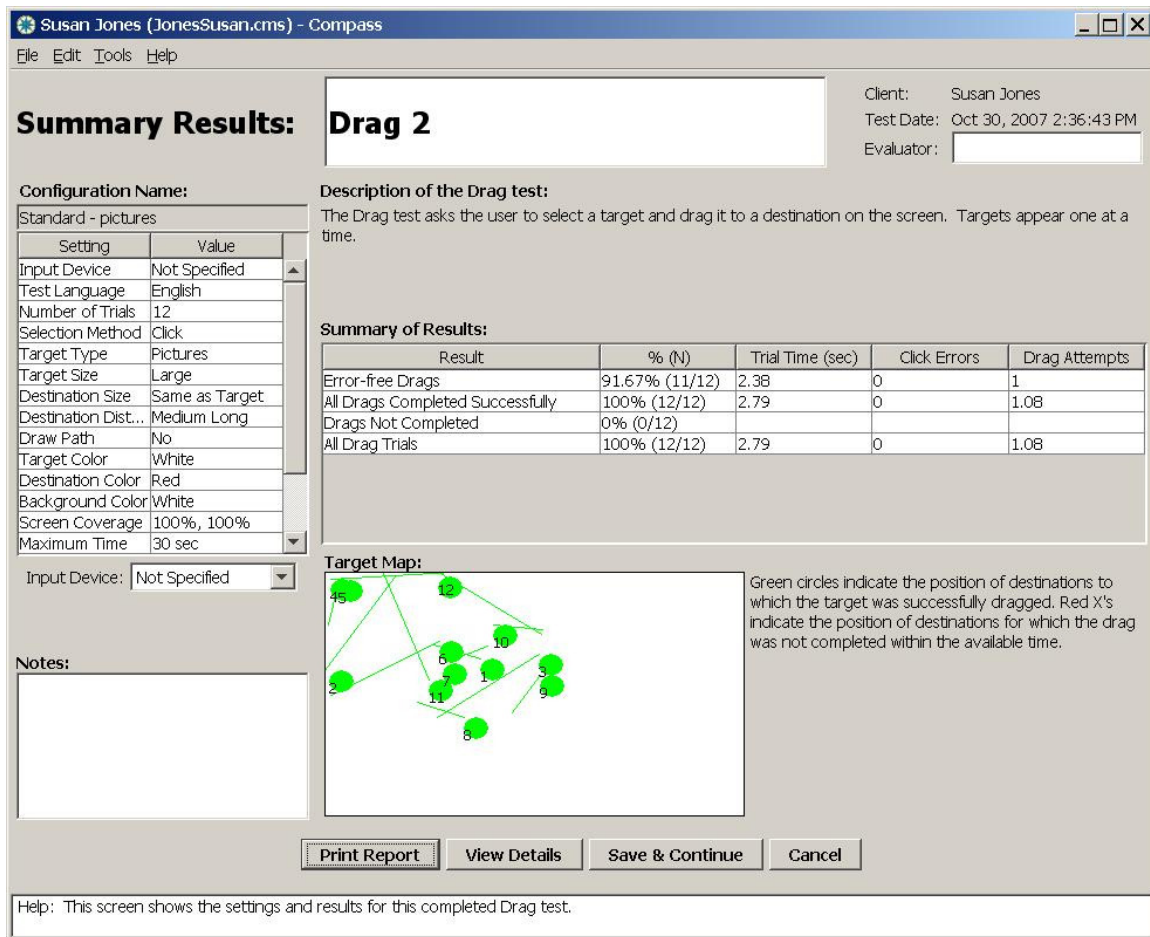 Susan Jones (JonesSusan.cms) - Compass
File Edit Tools Help
Summary Results:
Drag 2
Client: Susan Jones
Test Date: Oct 30, 2007 2:36:43 PM
Evaluator:
Configuration Name:
Standard - pictures
Setting Value
Input Device Not Specified
Test Language English
Number of Trials 12
Selection Method Click
Target Type Pictures
Target Size Large
Destination Size Same as Target
Destination Dist... Medium Long
Draw Path No
Target Color White
Destination Color Red
Background Color White
Screen Coverage 100%, 100%
Maximum Time 30 sec
Input Device: Not Specified
Notes:
Description of the Drag test:
The Drag test asks the user to select a target and drag it to a destination on the screen. Targets appear one at a
time.
Summary of Results:
Result % (N) Trial Time (sec) Click Errors Drag Attempts
Error-free Drags 91.67% (11/12) 2.38 0 1
All Drags Completed Successfully 100% (12/12) 2.79 0 1.08
Drags Not Completed 0% (0/12)
All Drag Trials 100% (12/12) 2.79 0 1.08
Target Map:
45
12
10
6
7
1
3
2
11
9
8
Green circles indicate the position of destinations to
which the target was successfully dragged. Red X's
indicate the position of destinations for which the drag
was not completed within the available time.
Print Report View Details Save & Continue Cancel
Help: This screen shows the settings and results for this completed Drag test.